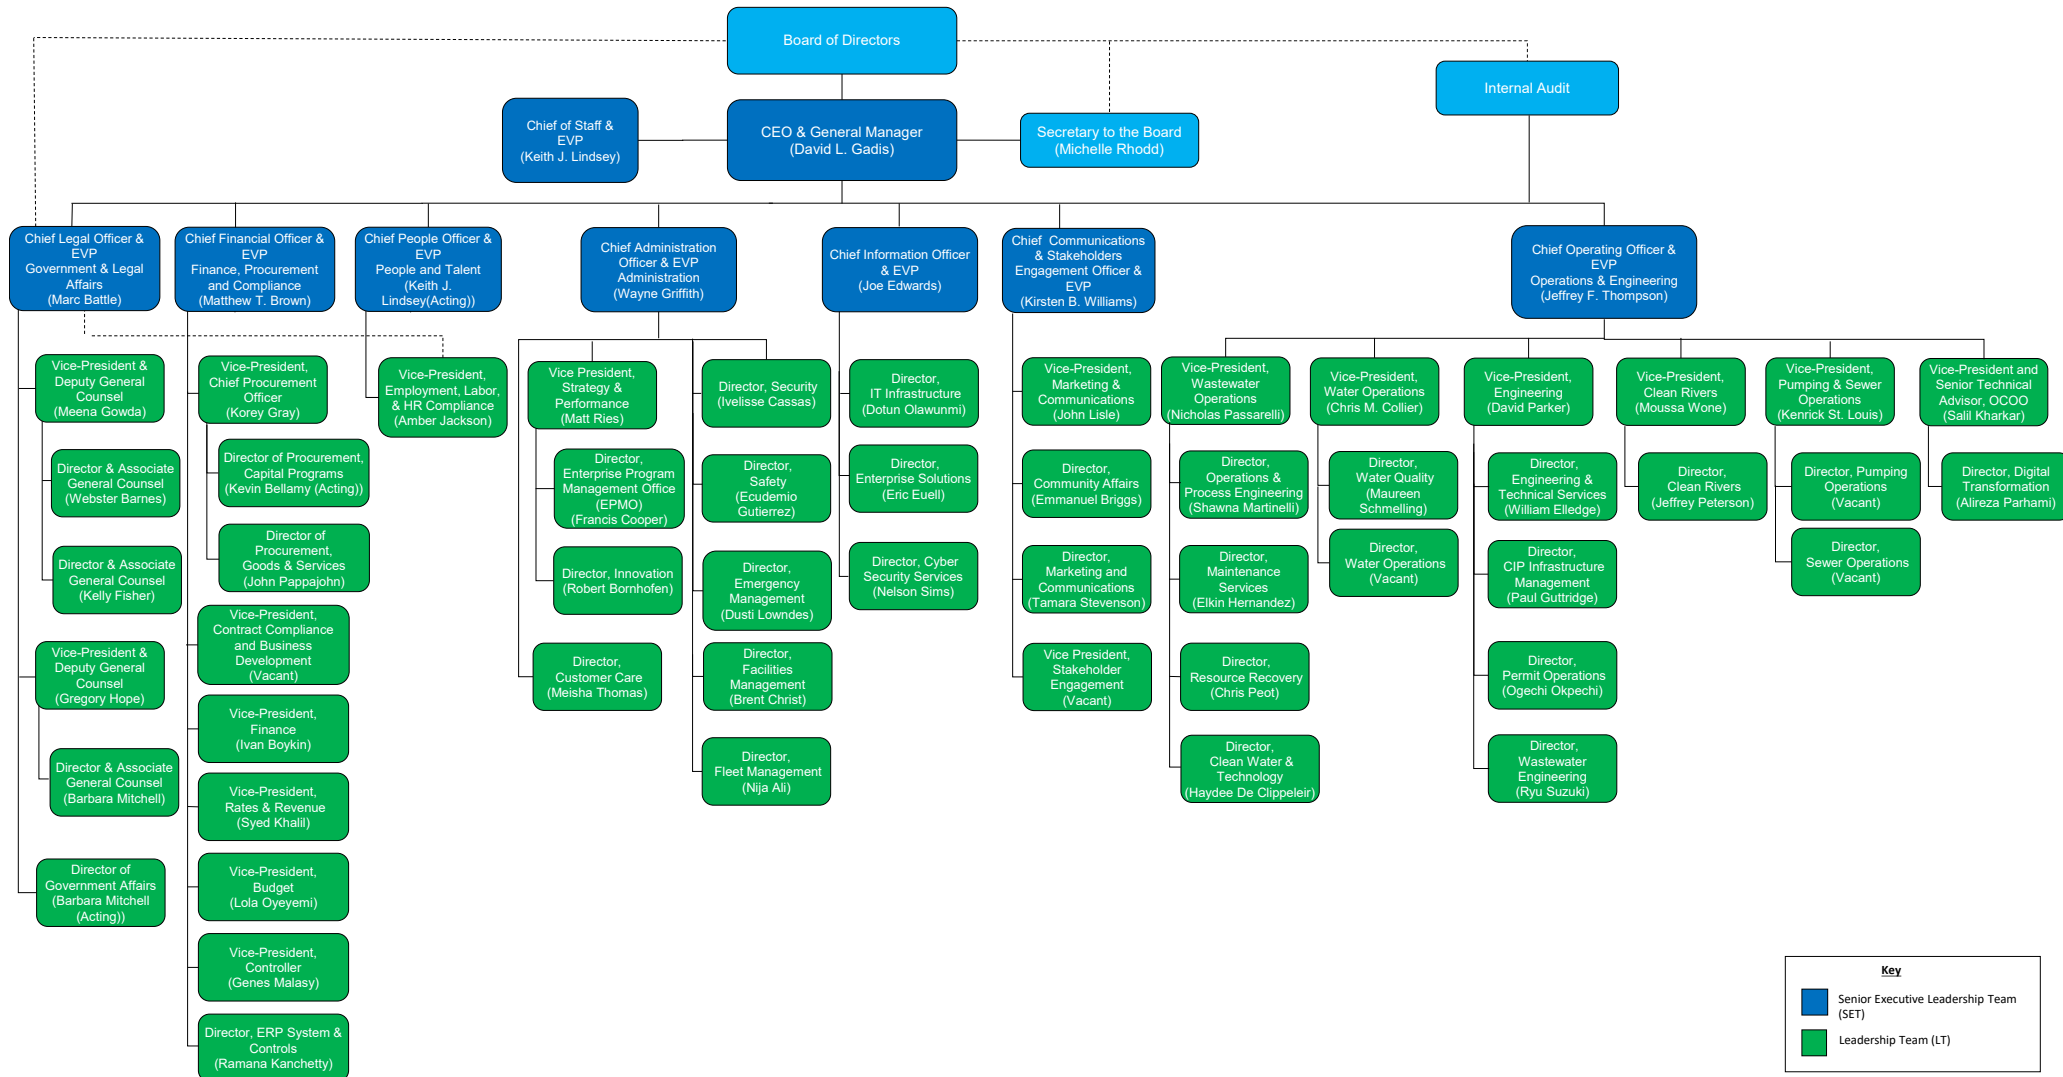 Board of Directors
Internal Audit
Chief of Staff &
EVP
(Keith J. Lindsey)
CEO & General Manager
(David L. Gadis)
Secretary to the Board
(Michelle Rhodd)
Chief Legal Officer &
EVP
Government & Legal
Affairs
(Marc Battle)
Chief Financial Officer &
EVP
Finance, Procurement
and Compliance
(Matthew T. Brown)
Chief People Officer &
EVP
People and Talent
(Keith J.
Lindsey(Acting))
Chief Administration
Officer & EVP
Administration
(Wayne Griffith)
Chief Information Officer
& EVP
(Joe Edwards)
Chief  Communications
& Stakeholders
Engagement Officer &
EVP
(Kirsten B. Williams)
Chief Operating Officer &
EVP
Operations & Engineering
(Jeffrey F. Thompson)
Vice-President &
Deputy General
Counsel
(Meena Gowda)
Director & Associate
General Counsel
(Webster Barnes)
Director & Associate
General Counsel
(Kelly Fisher)
Vice-President &
Deputy General
Counsel
(Gregory Hope)
Director & Associate
General Counsel
(Barbara Mitchell)
Director of
Government Affairs
(Barbara Mitchell
(Acting))
Vice-President,
Chief Procurement
Officer
(Korey Gray)
Director of Procurement,
Capital Programs
(Kevin Bellamy (Acting))
Director of
Procurement,
Goods & Services
(John Pappajohn)
Vice-President,
Contract Compliance
and Business
Development
(Vacant)
Vice-President,
Finance
(Ivan Boykin)
Vice-President,
Rates & Revenue
(Syed Khalil)
Vice-President,
Budget
(Lola Oyeyemi)
Vice-President,
Controller
(Genes Malasy)
Director, ERP System &
Controls
(Ramana Kanchetty)
Vice-President,
Employment, Labor,
& HR Compliance
(Amber Jackson)
Vice President,
Strategy &
Performance
(Matt Ries)
Director,
Enterprise Program
Management Office
(EPMO)
(Francis Cooper)
Director, Innovation
(Robert Bornhofen)
Director,
Customer Care
(Meisha Thomas)
Director, Security
(Ivelisse Cassas)
Director,
Safety
(Ecudemio
Gutierrez)
Director,
Emergency
Management
(Dusti Lowndes)
Director,
Facilities
Management
(Brent Christ)
Director,
Fleet Management
(Nija Ali)
Director,
IT Infrastructure
(Dotun Olawunmi)
Director,
Enterprise Solutions
(Eric Euell)
Director, Cyber
Security Services
(Nelson Sims)
Vice-President,
Marketing &
Communications
(John Lisle)
Director,
Community Affairs
(Emmanuel Briggs)
Director,
Marketing and
Communications
(Tamara Stevenson)
Vice President,
Stakeholder
Engagement
(Vacant)
Vice-President,
Wastewater
Operations
(Nicholas Passarelli)
Director,
Operations &
Process Engineering
(Shawna Martinelli)
Director,
Maintenance
Services
(Elkin Hernandez)
Director,
Resource Recovery
(Chris Peot)
Director,
Clean Water &
Technology
(Haydee De Clippeleir)
Vice-President,
Water Operations
(Chris M. Collier)
Director,
Water Quality
(Maureen
Schmelling)
Director,
Water Operations
(Vacant)
Vice-President,
Engineering
(David Parker)
Director,
Engineering &
Technical Services
(William Elledge)
Director,
CIP Infrastructure
Management
(Paul Guttridge)
Director,
Permit Operations
(Ogechi Okpechi)
Director,
Wastewater
Engineering
(Ryu Suzuki)
Vice-President,
Clean Rivers
(Moussa Wone)
Director,
Clean Rivers
(Jeffrey Peterson)
Vice-President,
Pumping & Sewer
Operations
(Kenrick St. Louis)
Director, Pumping
Operations
(Vacant)
Director,
Sewer Operations
(Vacant)
Vice-President and
Senior Technical
Advisor, OCOO
(Salil Kharkar)
Director, Digital
Transformation
(Alireza Parhami)
Key
Senior Executive Leadership Team
(SET)
Leadership Team (LT)